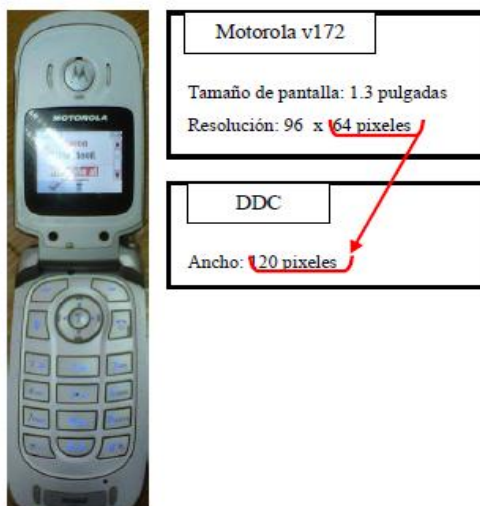 MOTOROLA
Motorola v172
Tamaño de pantalla: 1.3 pulgadas
Resolución: 96 x 64 pixeles
DDC
Ancho: 120 pixeles